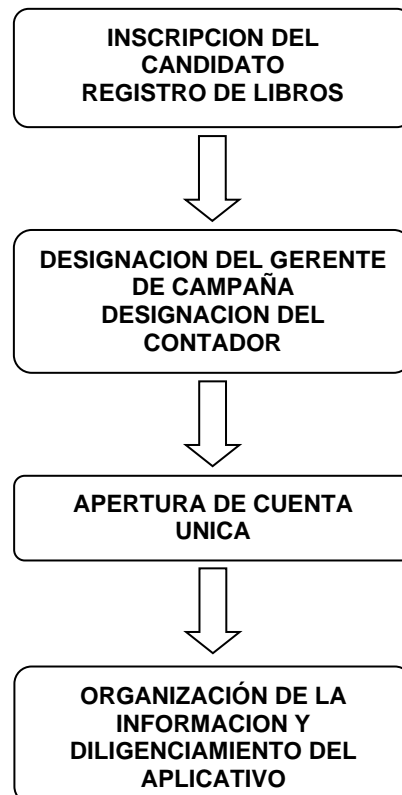 INSCRIPCION DEL
CANDIDATO
REGISTRO DE LIBROS
DESIGNACION DEL GERENTE
DE CAMPAÑA
DESIGNACION DEL
CONTADOR
APERTURA DE CUENTA
UNICA
ORGANIZACIÓN DE LA
INFORMACION Y
DILIGENCIAMIENTO DEL
APLICATIVO